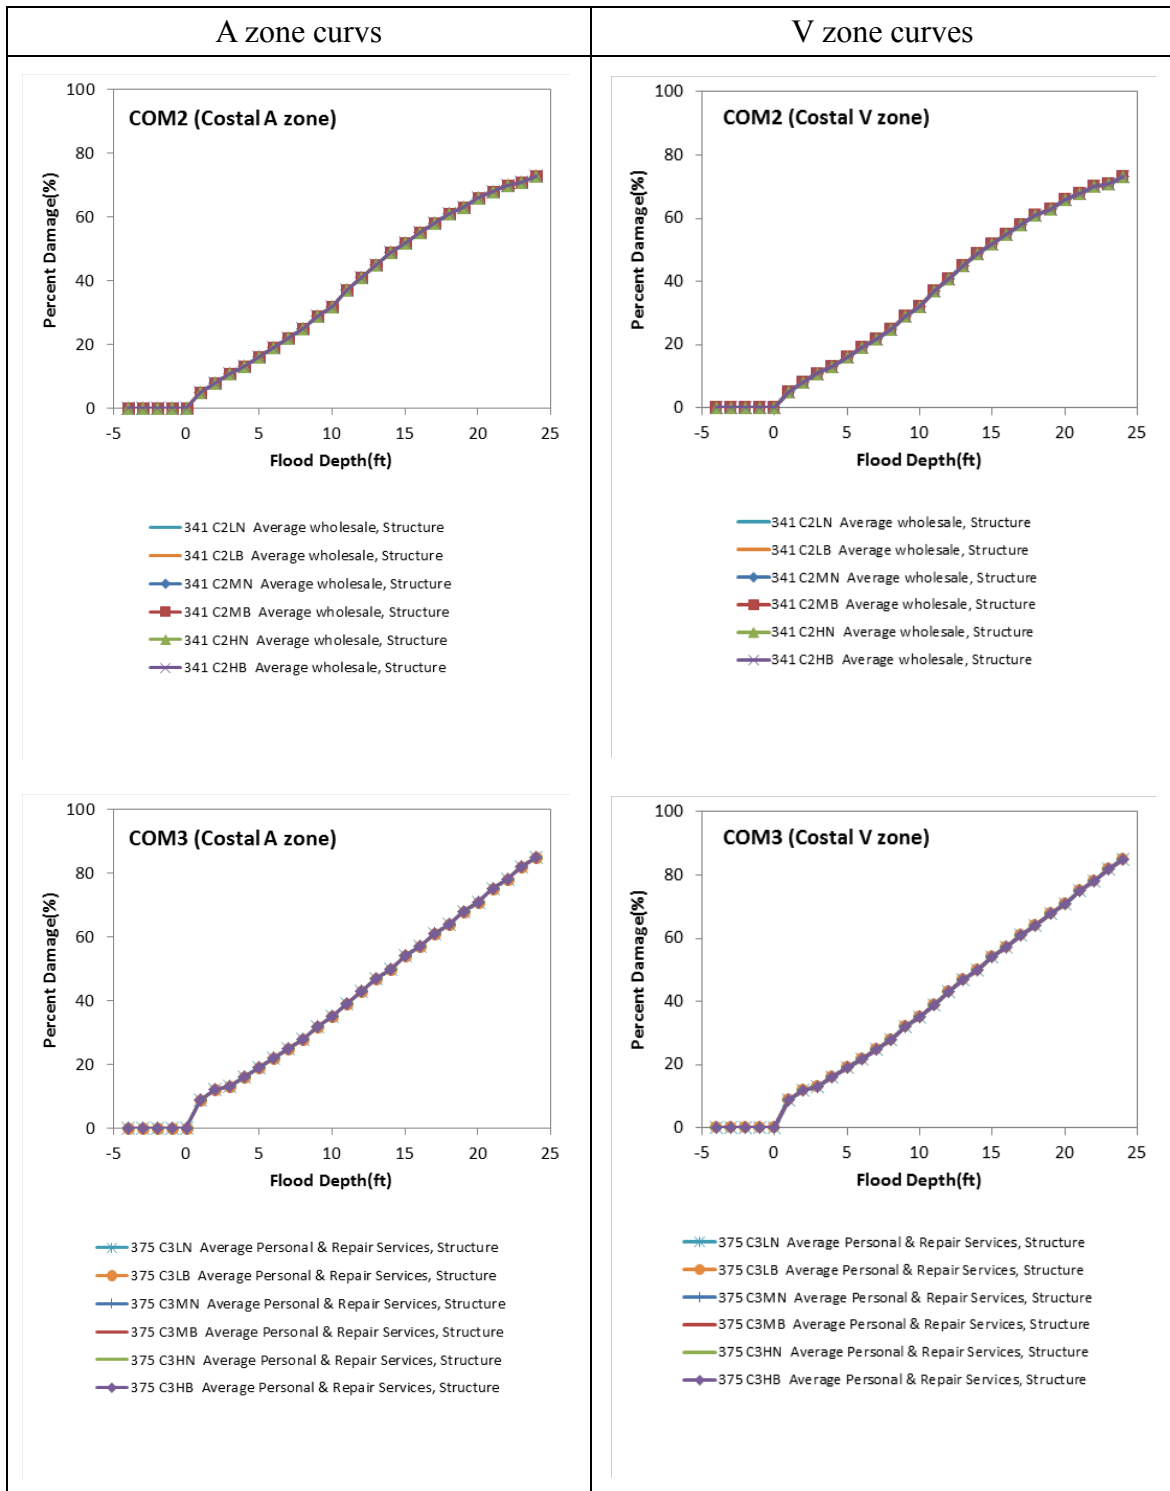 A zone curvs
V zone curves
COM2 (Costal A zone)
Percent Damage(%)
100
80
60
40
20
0
-5 0 5 10 15 20 25
Flood Depth(ft)
341 C2LN Average wholesale, Structure
341 C2LB Average wholesale, Structure
341 C2MN Average wholesale, Structure
341 C2MB Average wholesale, Structure
341 C2HN Average wholesale, Structure
341 C2HB Average wholesale, Structure
COM2 (Costal V zone)
Percent Damage(%)
100
80
60
40
20
0
-5 0 5 10 15 20 25
Flood Depth(ft)
341 C2LN Average wholesale, Structure
341 C2LB Average wholesale, Structure
341 C2MN Average wholesale, Structure
341 C2MB Average wholesale, Structure
341 C2HN Average wholesale, Structure
341 C2HB Average wholesale, Structure
COM3 (Costal A zone)
Percent Damage(%)
100
80
60
40
20
0
-5 0 5 10 15 20 25
Flood Depth(ft)
375 C3LN Average Personal & Repair Services, Structure
375 C3LB Average Personal & Repair Services, Structure
375 C3MN Average Personal & Repair Services, Structure
375 C3MB Average Personal & Repair Services, Structure
375 C3HN Average Personal & Repair Services, Structure
375 C3HB Average Personal & Repair Services, Structure
COM3 (Costal V zone)
Percent Damage(%)
100
80
60
40
20
0
-5 0 5 10 15 20 25
Flood Depth(ft)
375 C3LN Average Personal & Repair Services, Structure
375 C3LB Average Personal & Repair Services, Structure
375 C3MN Average Personal & Repair Services, Structure
375 C3MB Average Personal & Repair Services, Structure
375 C3HN Average Personal & Repair Services, Structure
375 C3HB Average Personal & Repair Services, Structure